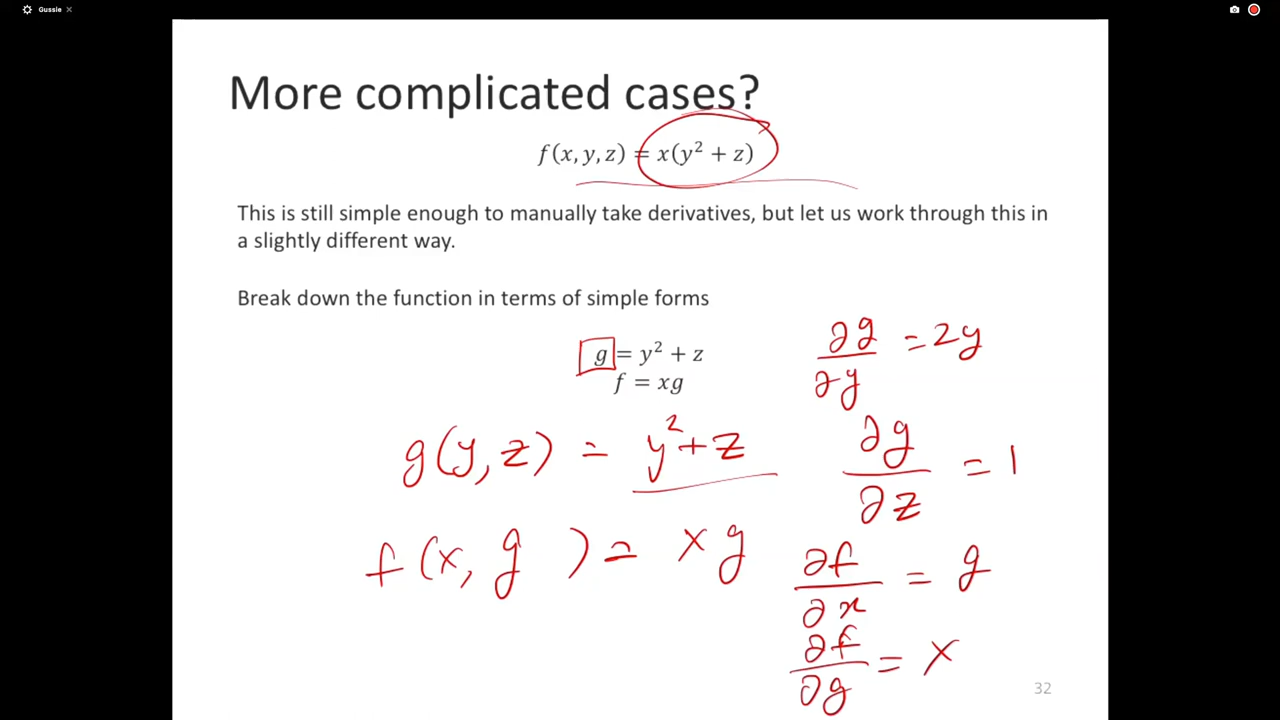 Gussie ×
More complicated cases?
f(x, y, z) = x(y² + z)
This is still simple enough to manually take derivatives, but let us work through this in
a slightly different way.
Break down the function in terms of simple forms
g = y² + z
f = xg
∂g/∂y = 2y
g(y, z) = y² + z
∂g/∂z = 1
f(x, g ) = xg
∂f/∂x = g
∂f/∂g = x
32